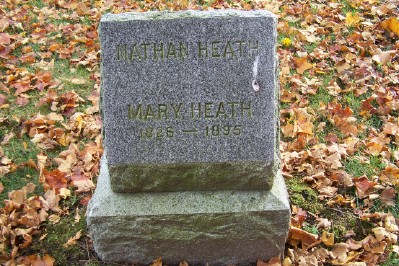 NATHAN HEATH
MARY HEATH
1826 — 1895